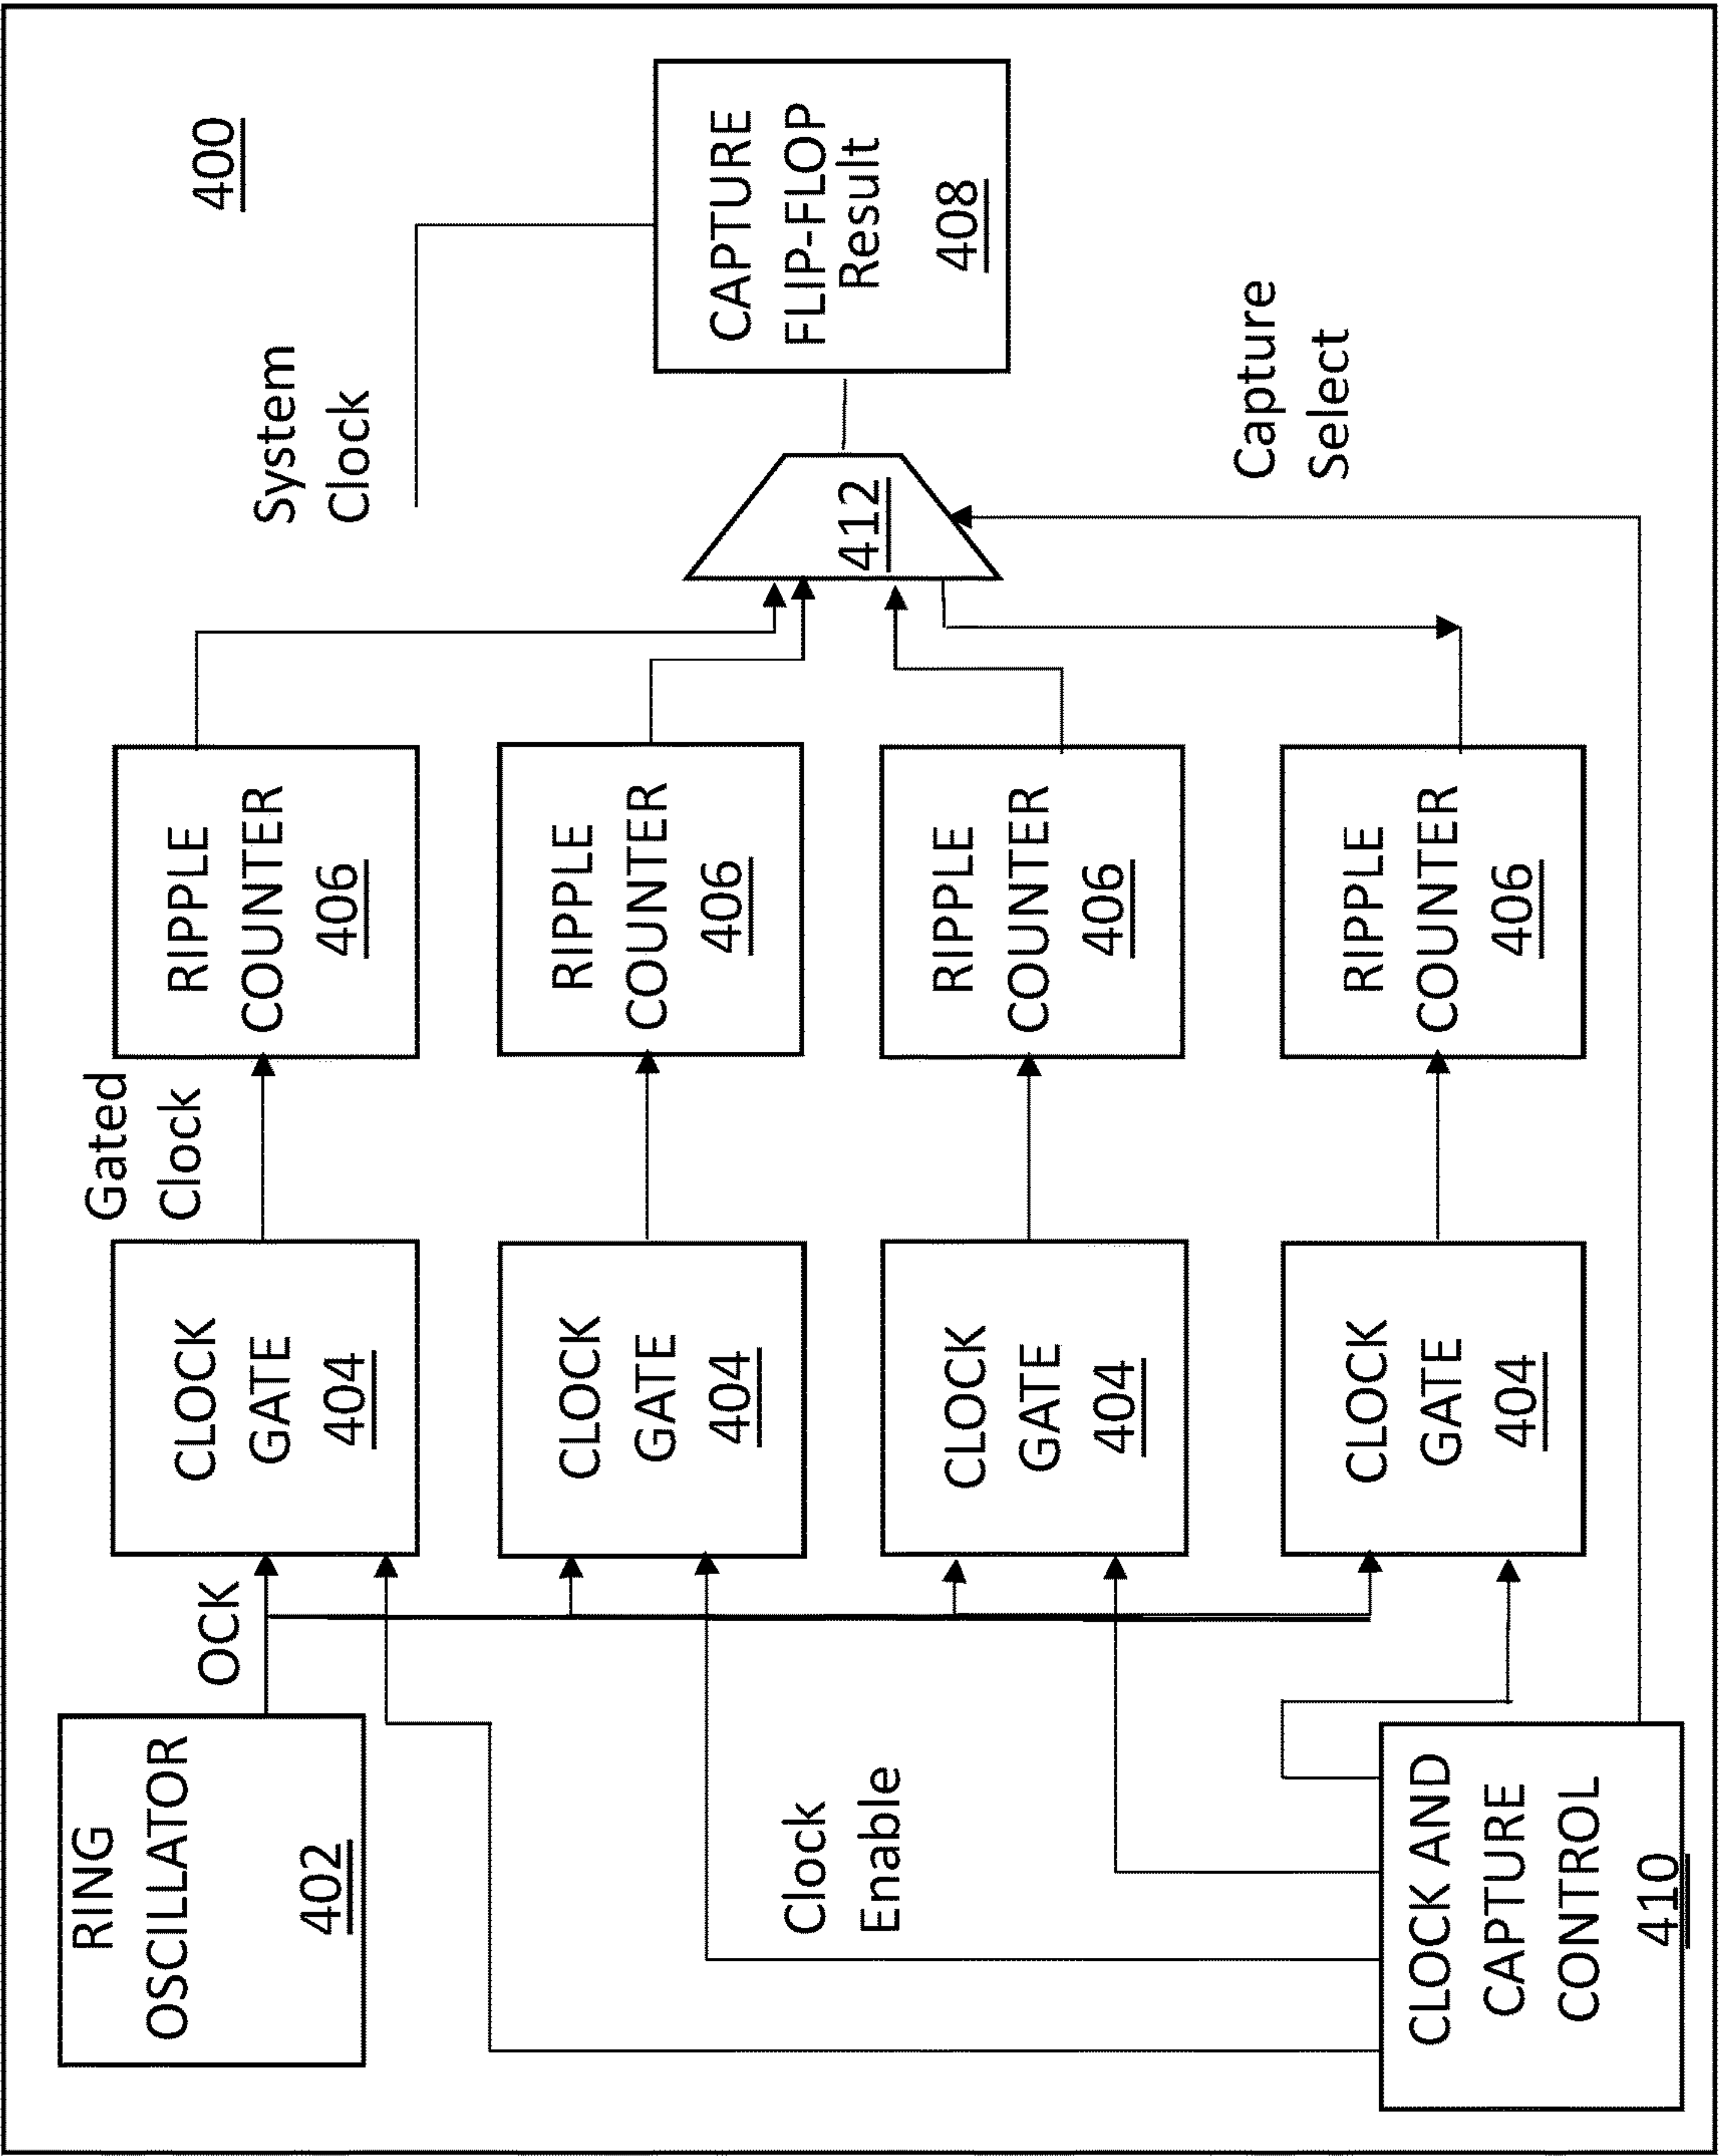 400
RING
OSCILLATOR
402
OCK
CLOCK
GATE
404
Gated
Clock
RIPPLE
COUNTER
406
System
Clock
CLOCK
GATE
404
RIPPLE
COUNTER
406
412
CAPTURE
FLIP-FLOP
Result
408
Clock
Enable
CLOCK
GATE
404
RIPPLE
COUNTER
406
Capture
Select
CLOCK AND
CAPTURE
CONTROL
410
CLOCK
GATE
404
RIPPLE
COUNTER
406